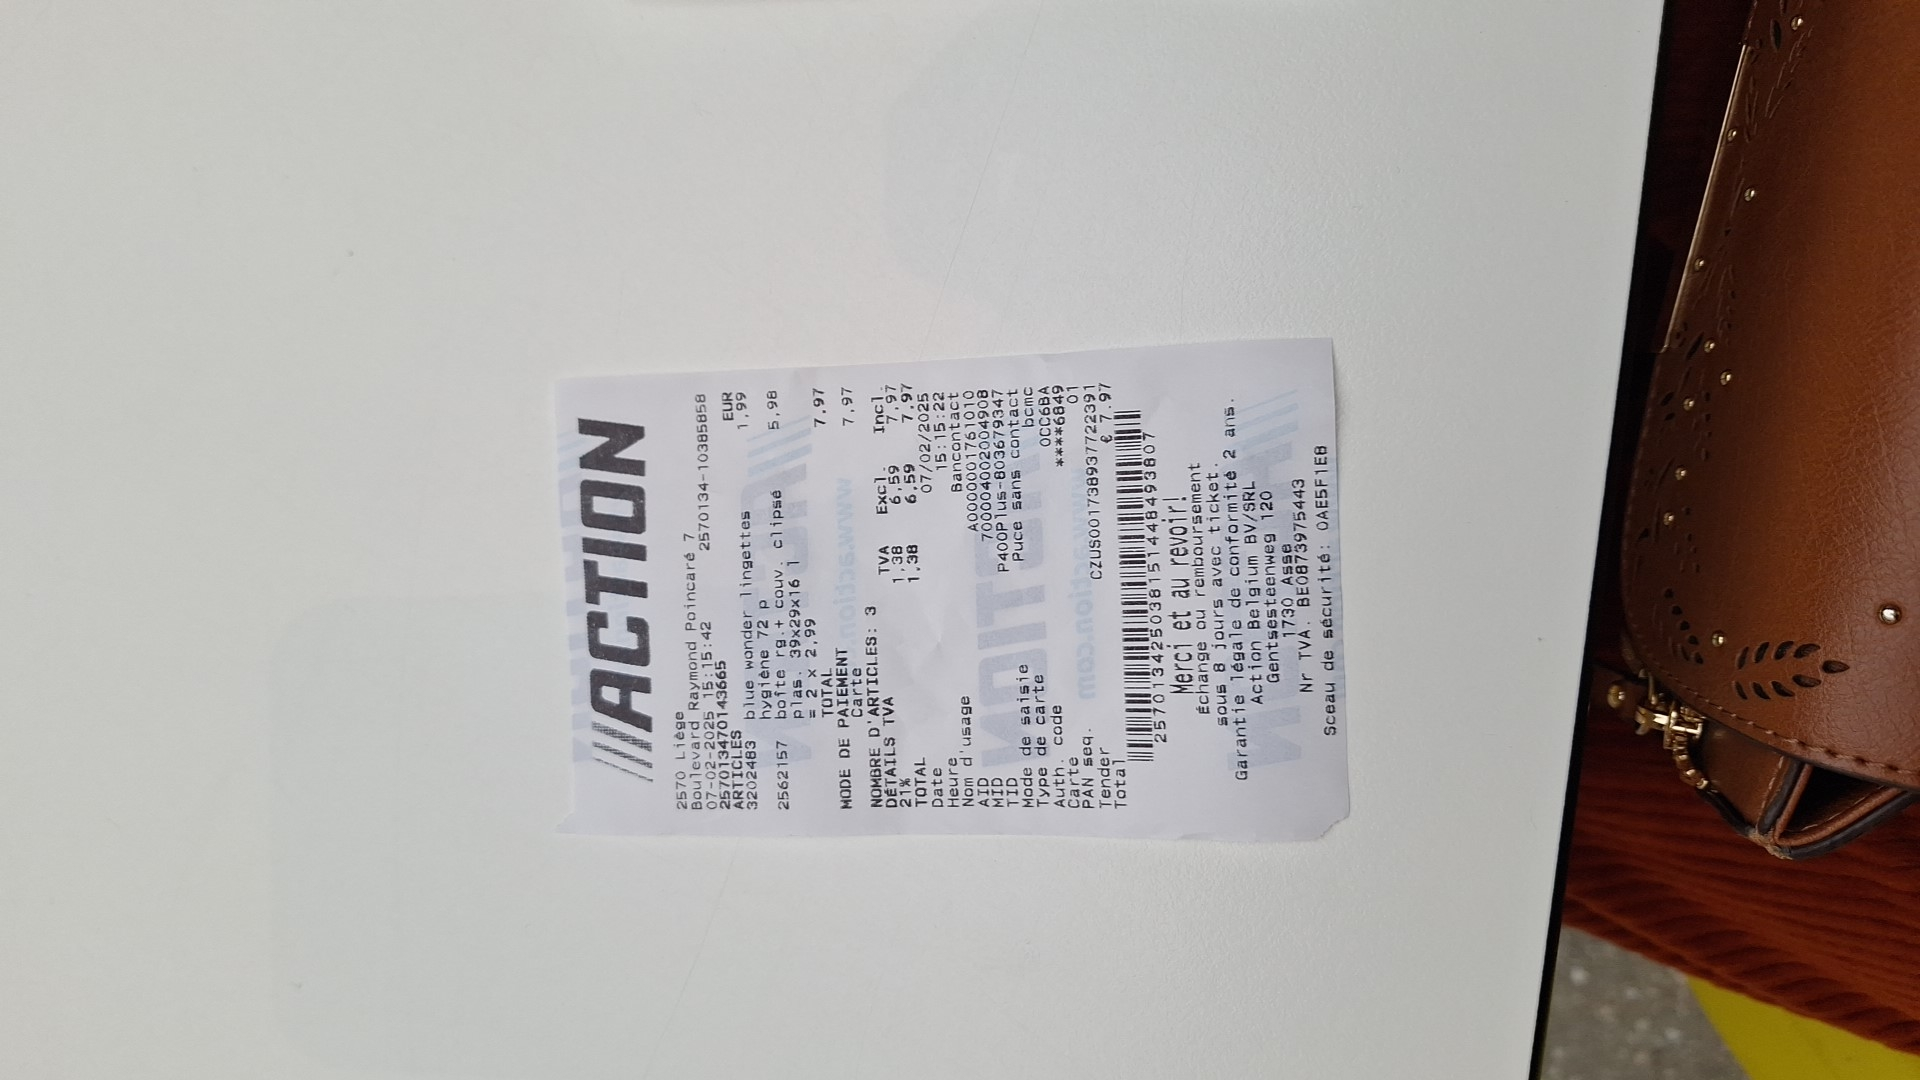 ///ACTION
2570 Liège
Boulevard Raymond Poincaré 7
07-02-2025 15:15:42 2570134-10385858
257013470143665
ARTICLES EUR
3202483 blue wonder lingettes 1,99
hygiène 72 p
2562157 boîte rg.+ couv. clipsé 5,98
plas. 39x29x16 l
= 2 x 2,99
TOTAL 7,97
MODE DE PAIEMENT
Carte 7,97
NOMBRE D'ARTICLES: 3
DÉTAILS TVA TVA Excl. Incl.
21% 1,38 6,59 7,97
TOTAL 1,38 6,59 7,97
Date 07/02/2025
Heure 15:15:22
Nom d'usage Bancontact
AID A0000001761010
MID 70004002004908
TID P400Plus-803679347
Mode de saisie Puce sans contact
Type de carte bcmc
Auth. code 0CC6BA
Carte ****6849
PAN seq. 01
Tender CZUS001738937722391
Total € 7.97
2570134250381514484938​07
Merci et au revoir!
Échange ou remboursement
sous 8 jours avec ticket.
Garantie légale de conformité 2 ans.
Action Belgium BV/SRL
Gentsesteenweg 120
1730 Asse
Nr TVA. BE0873975443
Sceau de sécurité: 0AE5F1E8